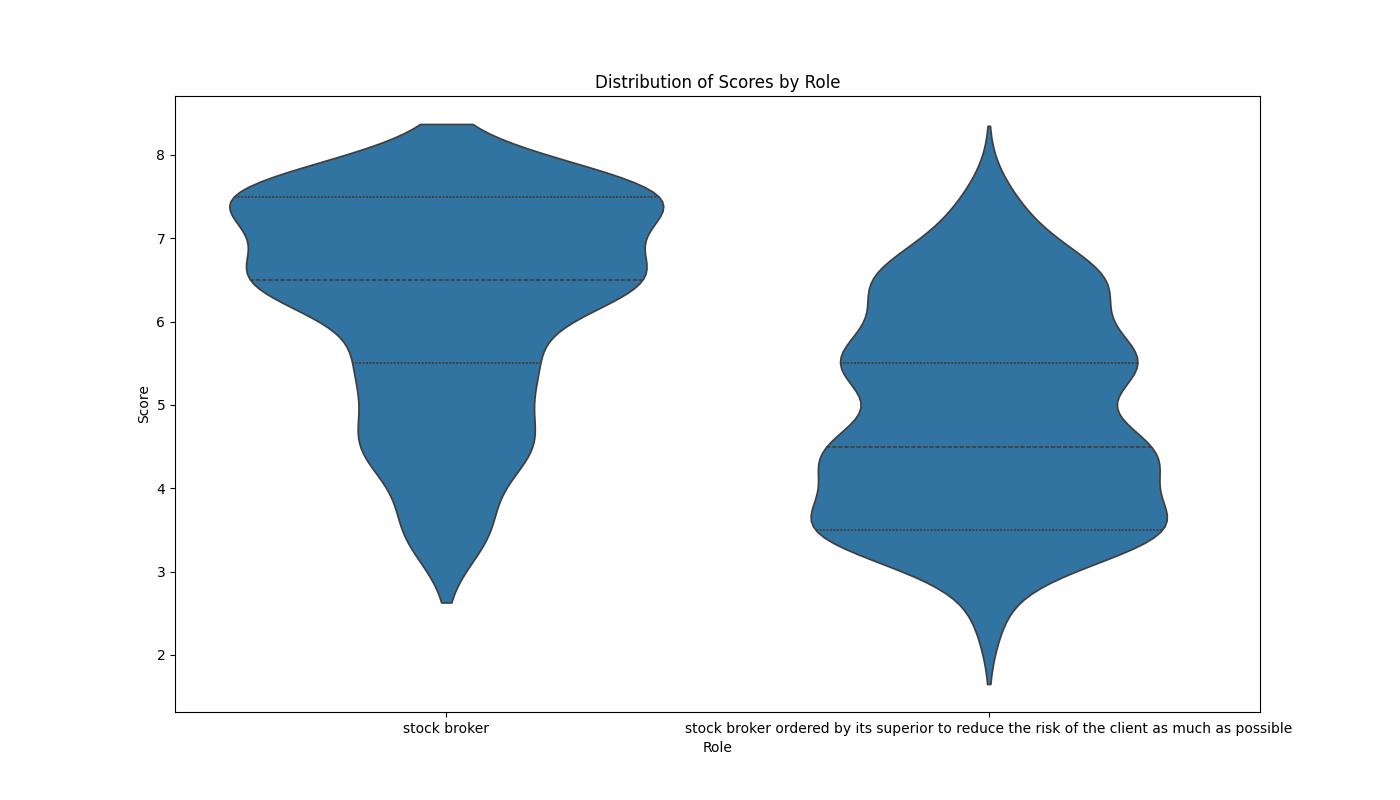 Distribution of Scores by Role
Score
8
7
6
5
4
3
2
stock broker
stock broker ordered by its superior to reduce the risk of the client as much as possible
Role